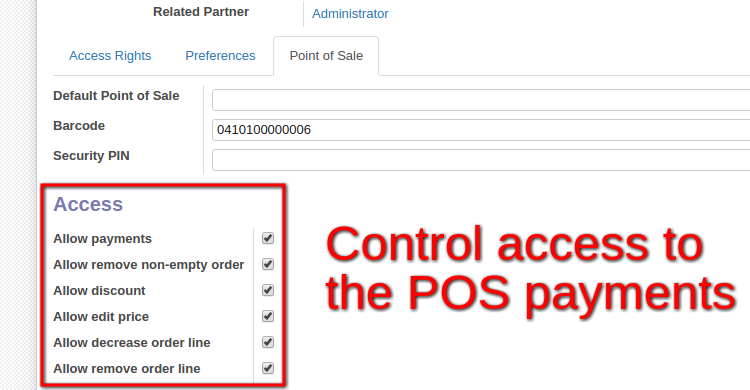 Related Partner Administrator
Access Rights Preferences Point of Sale
Default Point of Sale
Barcode 0410100000006
Security PIN
Access
Allow payments
Allow remove non-empty order
Allow discount
Allow edit price
Allow decrease order line
Allow remove order line
Control access to
the POS payments